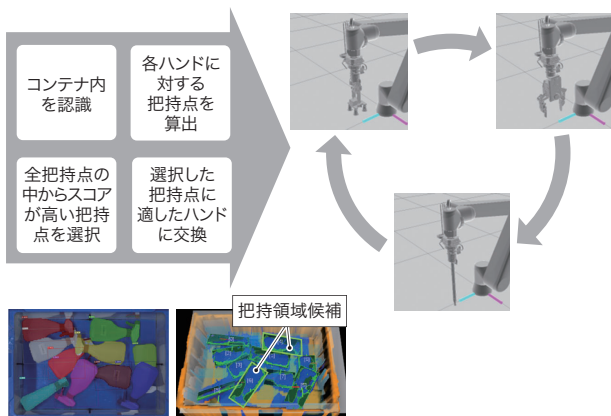 コンテナ内
を認識
各ハンドに
対する
把持点を
算出
全把持点の
中からスコア
が高い把持
点を選択
選択した
把持点に
適したハンド
に交換
把持領域候補